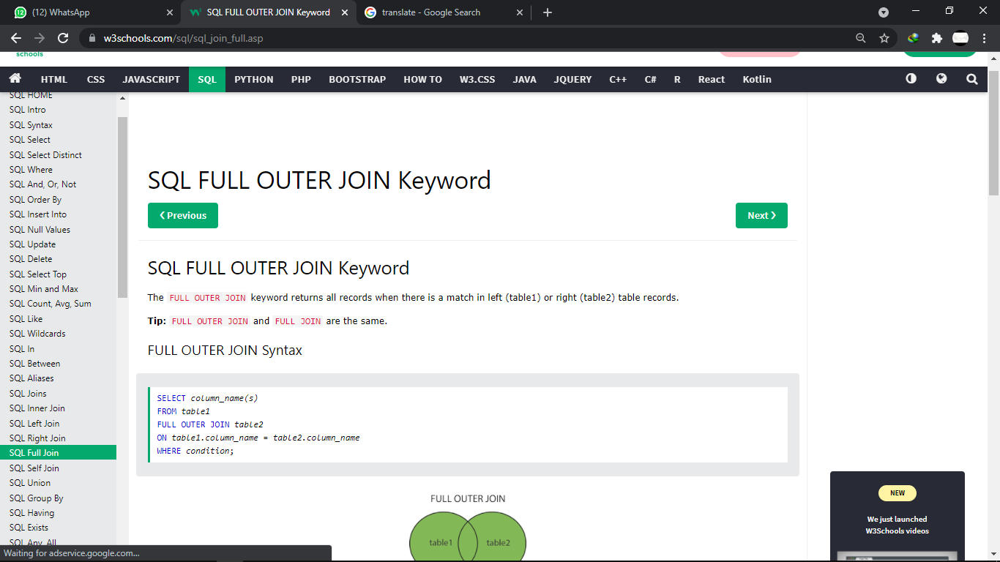 (12) WhatsApp
SQL FULL OUTER JOIN Keyword
translate - Google Search
w3schools.com/sql/sql_join_full.asp
schools
HTML CSS JAVASCRIPT SQL PYTHON PHP BOOTSTRAP HOW TO W3.CSS JAVA JQUERY C++ C# R React Kotlin
SQL HOME
SQL Intro
SQL Syntax
SQL Select
SQL Select Distinct
SQL Where
SQL And, Or, Not
SQL Order By
SQL Insert Into
SQL Null Values
SQL Update
SQL Delete
SQL Select Top
SQL Min and Max
SQL Count, Avg, Sum
SQL Like
SQL Wildcards
SQL In
SQL Between
SQL Aliases
SQL Joins
SQL Inner Join
SQL Left Join
SQL Right Join
SQL Full Join
SQL Self Join
SQL Union
SQL Group By
SQL Having
SQL Exists
SQL Any, All
Waiting for adservice.google.com...
SQL FULL OUTER JOIN Keyword
❮ Previous
Next ❯
SQL FULL OUTER JOIN Keyword
The FULL OUTER JOIN keyword returns all records when there is a match in left (table1) or right (table2) table records.
Tip: FULL OUTER JOIN and FULL JOIN are the same.
FULL OUTER JOIN Syntax
SELECT column_name(s)
FROM table1
FULL OUTER JOIN table2
ON table1.column_name = table2.column_name
WHERE condition;
FULL OUTER JOIN
table1 table2
NEW
We just launched
W3Schools videos